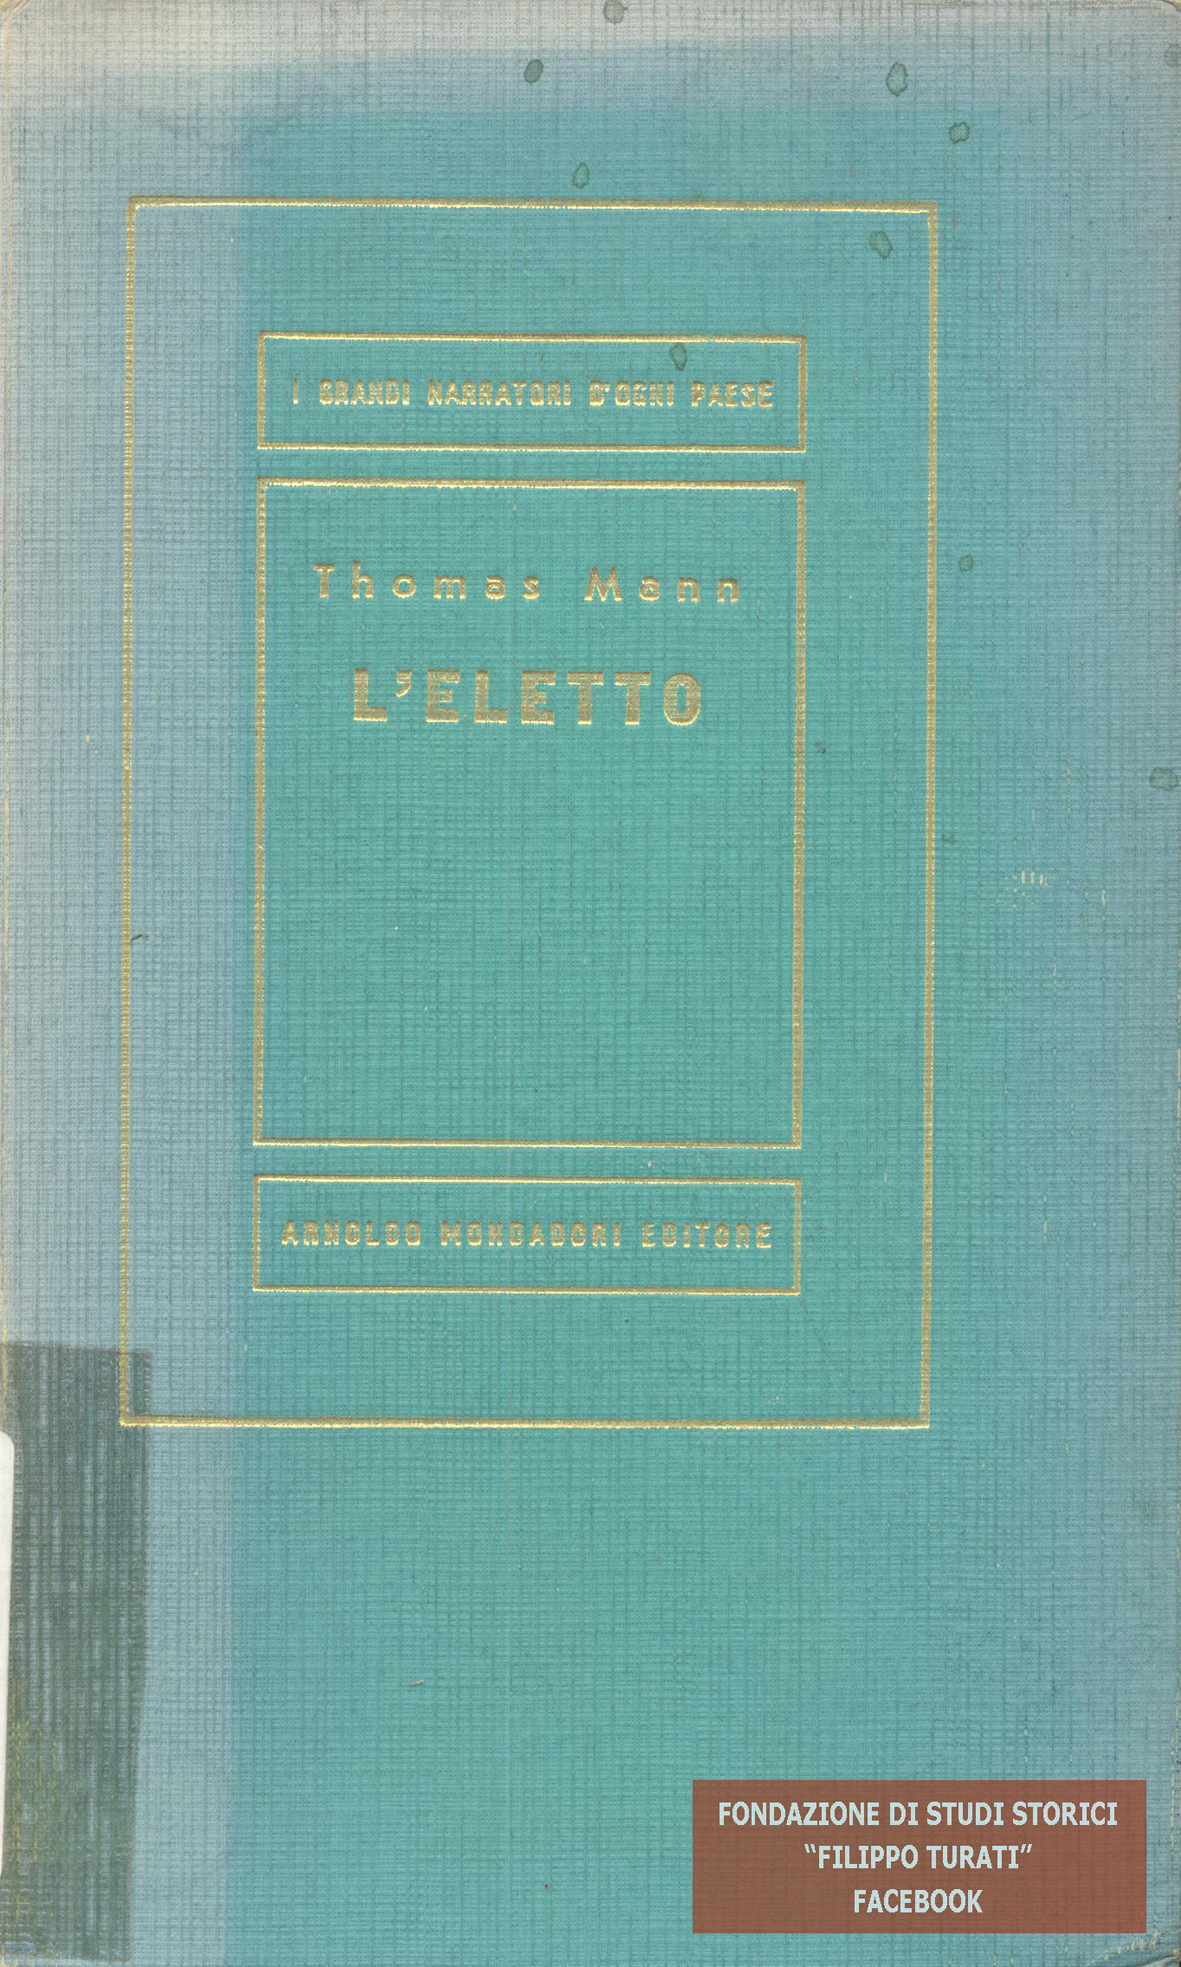 I GRANDI NARRATORI D'OGNI PAESE
Thomas Mann
L'ELETTO
ARNOLDO MONDADORI EDITORE
FONDAZIONE DI STUDI STORICI
“FILIPPO TURATI”
FACEBOOK